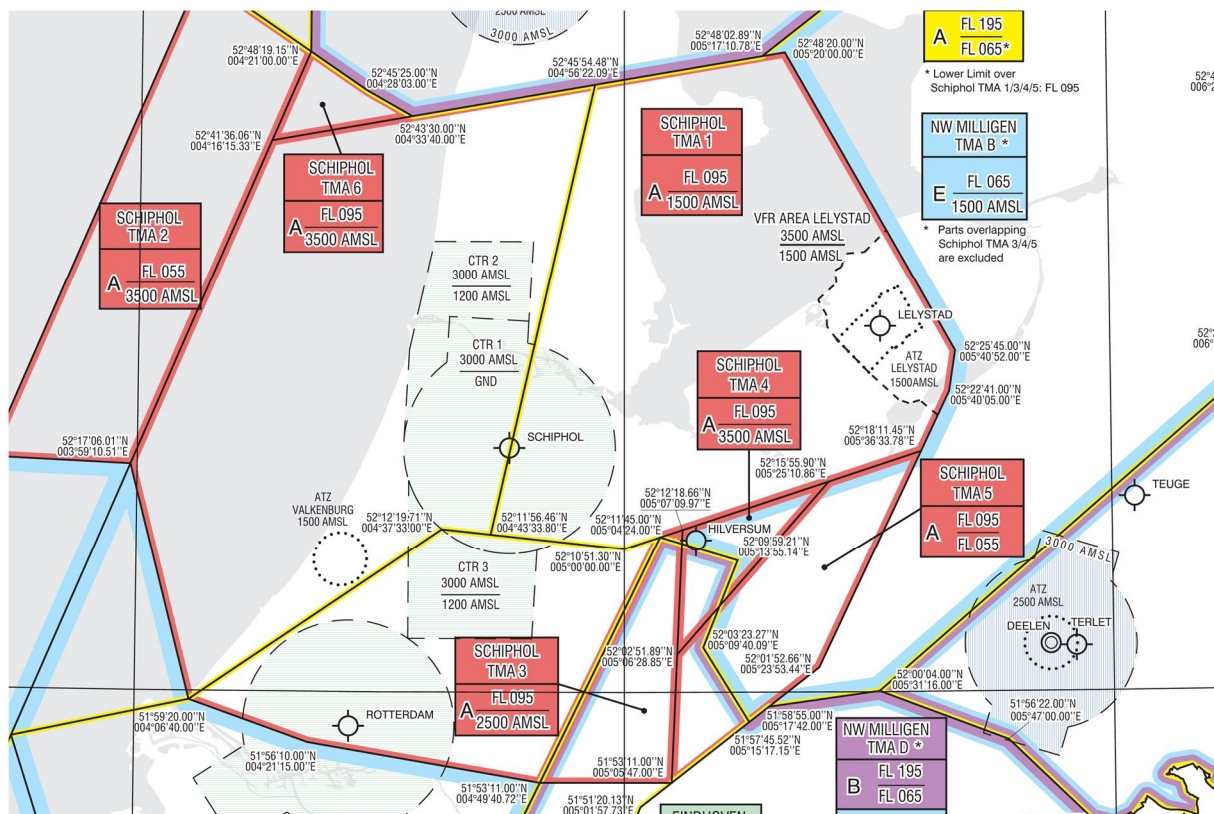 2500 AMSL
3000 AMSL
52°48'19.15''N
004°21'00.00''E
52°45'25.00''N
004°28'03.00''E
52°45'54.48''N
004°56'22.09''E
52°48'02.89''N
005°17'10.78''E
52°48'20.00''N
005°20'00.00''E
A
FL 195
FL 065*
* Lower Limit over
Schiphol TMA 1/3/4/5: FL 095
52°41'36.06''N
004°16'15.33''E
52°43'30.00''N
004°33'40.00''E
SCHIPHOL
TMA 1
A
FL 095
1500 AMSL
NW MILLIGEN
TMA B *
E
FL 065
1500 AMSL
* Parts overlapping
Schiphol TMA 3/4/5
are excluded
SCHIPHOL
TMA 6
A
FL 095
3500 AMSL
SCHIPHOL
TMA 2
A
FL 055
3500 AMSL
VFR AREA LELYSTAD
3500 AMSL
1500 AMSL
CTR 2
3000 AMSL
1200 AMSL
LELYSTAD
ATZ
LELYSTAD
1500AMSL
CTR 1
3000 AMSL
GND
52°25'45.00''N
005°40'52.00''E
52°22'41.00''N
005°40'05.00''E
SCHIPHOL
TMA 4
A
FL 095
3500 AMSL
52°18'11.45''N
005°36'33.78''E
52°17'06.01''N
003°59'10.51''E
SCHIPHOL
52°15'55.90''N
005°25'10.86''E
SCHIPHOL
TMA 5
A
FL 095
FL 055
TEUGE
ATZ
VALKENBURG
1500 AMSL
52°12'19.71''N
004°37'33.00''E
52°11'56.46''N
004°43'33.80''E
52°12'18.66''N
005°07'09.97''E
52°11'45.00''N
005°04'24.00''E
HILVERSUM
52°10'51.30''N
005°00'00.00''E
52°09'59.21''N
005°13'55.14''E
3000 AMSL
CTR 3
3000 AMSL
1200 AMSL
ATZ
2500 AMSL
DEELEN
TERLET
SCHIPHOL
TMA 3
A
FL 095
2500 AMSL
52°02'51.89''N
005°06'28.85''E
52°03'23.27''N
005°09'40.09''E
52°01'52.66''N
005°23'53.44''E
52°00'04.00''N
005°31'16.00''E
51°59'20.00''N
004°06'40.00''E
ROTTERDAM
51°58'55.00''N
005°17'42.00''E
51°56'22.00''N
005°47'00.00''E
51°57'45.52''N
005°15'17.15''E
51°56'10.00''N
004°21'15.00''E
51°53'11.00''N
004°49'40.72''E
51°53'11.00''N
005°05'47.00''E
NW MILLIGEN
TMA D *
B
FL 195
FL 065
51°51'20.13''N
005°01'57.73''E
EINDHOVEN